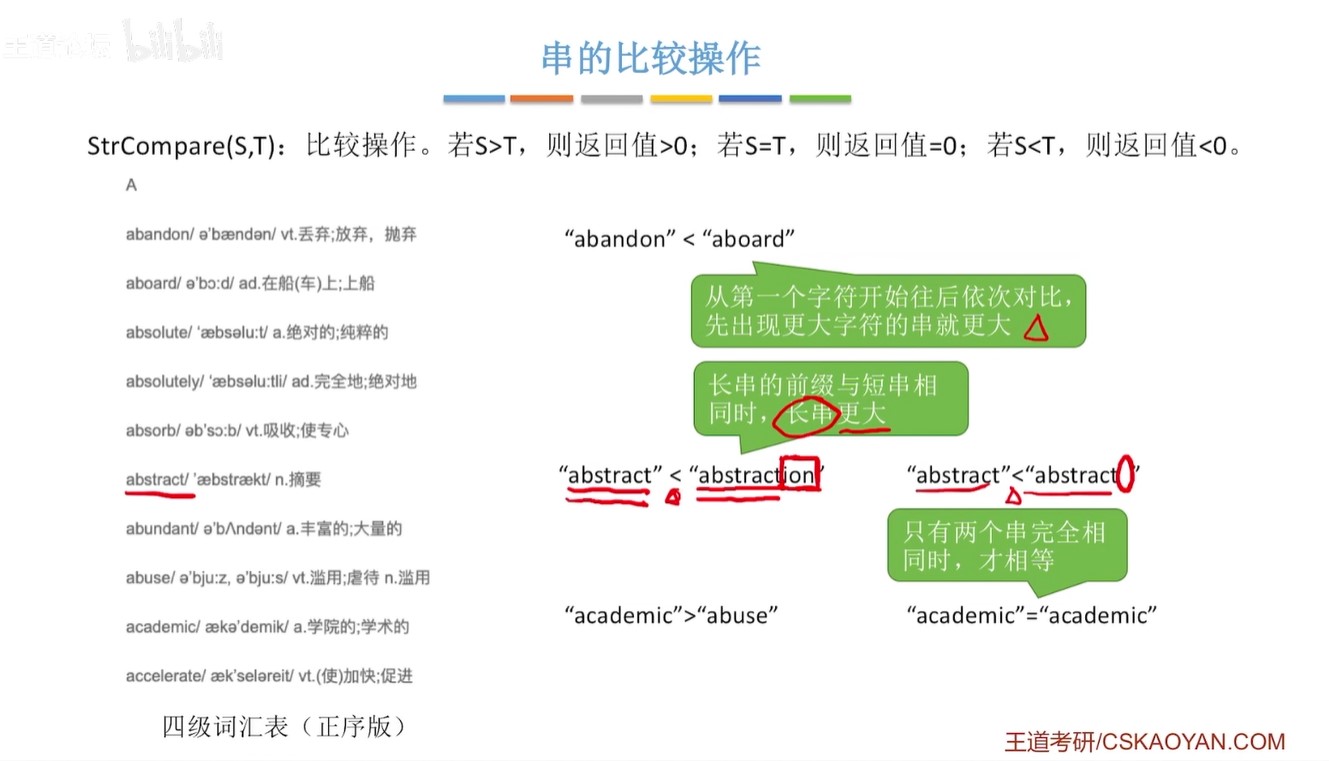 王道论坛 bilibili
串的比较操作
StrCompare(S,T)：比较操作。若S>T，则返回值>0；若S=T，则返回值=0；若S<T，则返回值<0。
A
abandon/ ə'bændən/ vt.丢弃;放弃，抛弃
aboard/ ə'bɔ:d/ ad.在船(车)上;上船
absolute/ 'æbsəlu:t/ a.绝对的;纯粹的
absolutely/ 'æbsəlu:tli/ ad.完全地;绝对地
absorb/ əb'sɔ:b/ vt.吸收;使专心
abstract/ 'æbstrækt/ n.摘要
abundant/ ə'bΛndənt/ a.丰富的;大量的
abuse/ ə'bju:z, ə'bju:s/ vt.滥用;虐待 n.滥用
academic/ ækə'demik/ a.学院的;学术的
accelerate/ æk'seləreit/ vt.(使)加快;促进
四级词汇表（正序版）
“abandon” < “aboard”
从第一个字符开始往后依次对比，
先出现更大字符的串就更大
长串的前缀与短串相
同时，长串更大
“abstract” < “abstraction”
“abstract”<“abstract ”
只有两个串完全相
同时，才相等
“academic”>“abuse”
“academic”=“academic”
王道考研/CSKAOYAN.COM